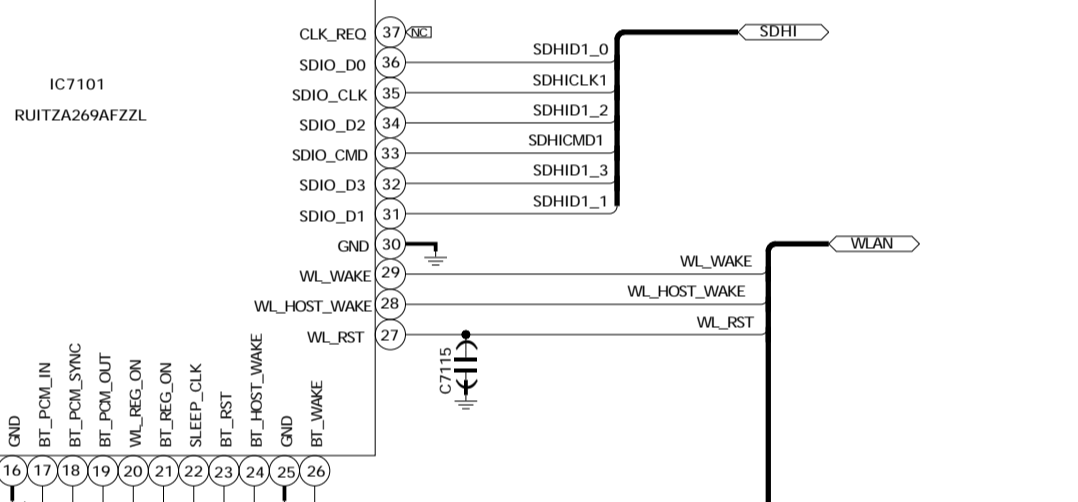 CLK_REQ 37 NC
SDHI
SDHID1_0
SDIO_D0 36
IC7101
SDHICLK1
SDIO_CLK 35
RUITZA269AFZZL
SDHID1_2
SDIO_D2 34
SDHICMD1
SDIO_CMD 33
SDHID1_3
SDIO_D3 32
SDHID1_1
SDIO_D1 31
GND 30
WLAN
WL_WAKE
WL_WAKE 29
WL_HOST_WAKE
WL_HOST_WAKE 28
WL_RST
WL_RST 27
C7115
GND
BT_PCM_IN
BT_PCM_SYNC
BT_PCM_OUT
WL_REG_ON
BT_REG_ON
SLEEP_CLK
BT_RST
BT_HOST_WAKE
GND
BT_WAKE
16 17 18 19 20 21 22 23 24 25 26